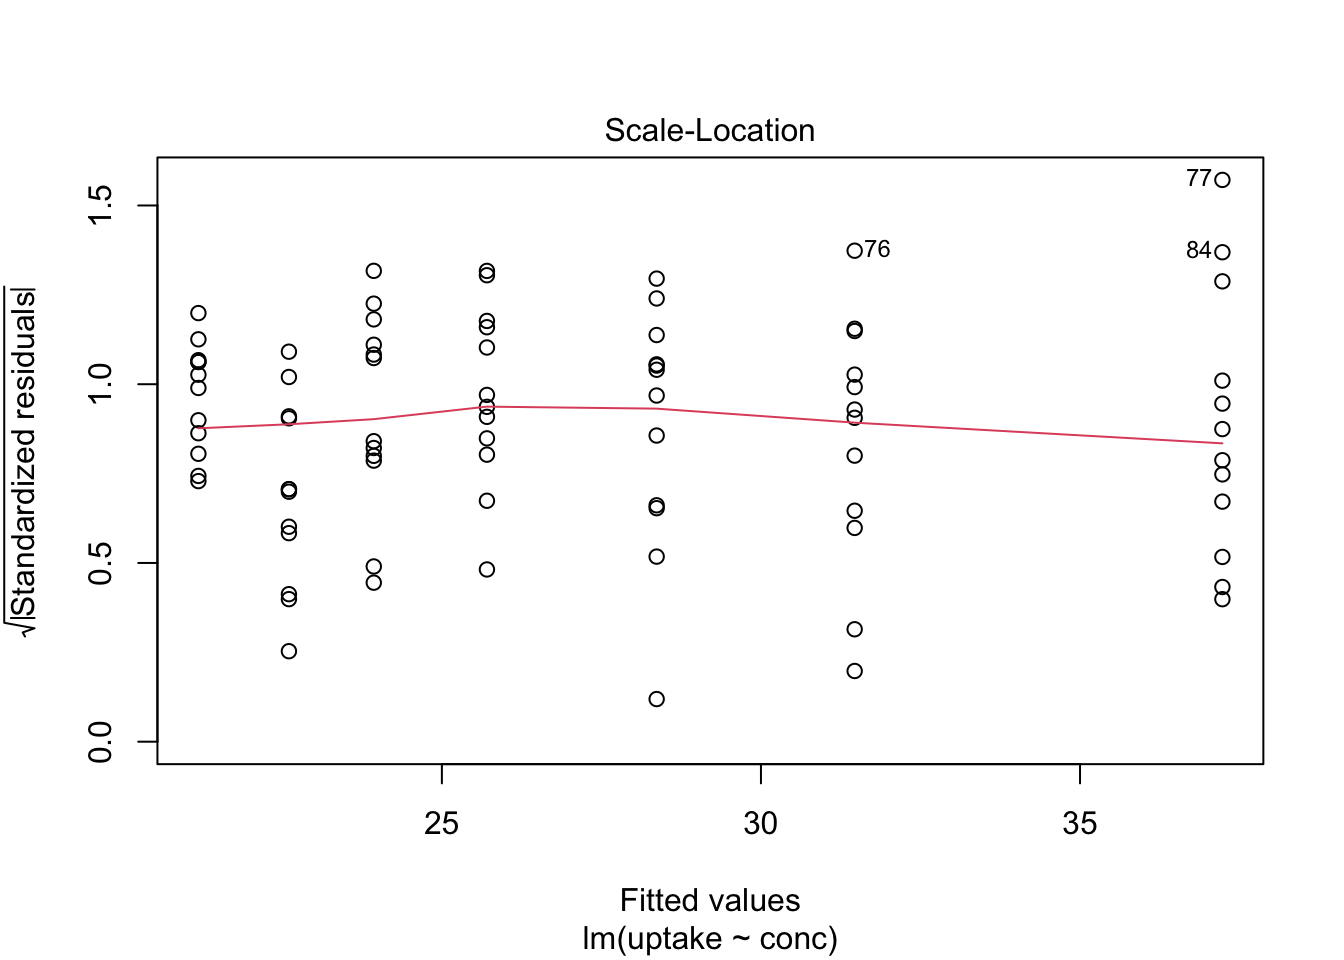 Scale-Location
√|Standardized residuals|
1.5
1.0
0.5
0.0
77
84
76
25
30
35
Fitted values
lm(uptake ~ conc)